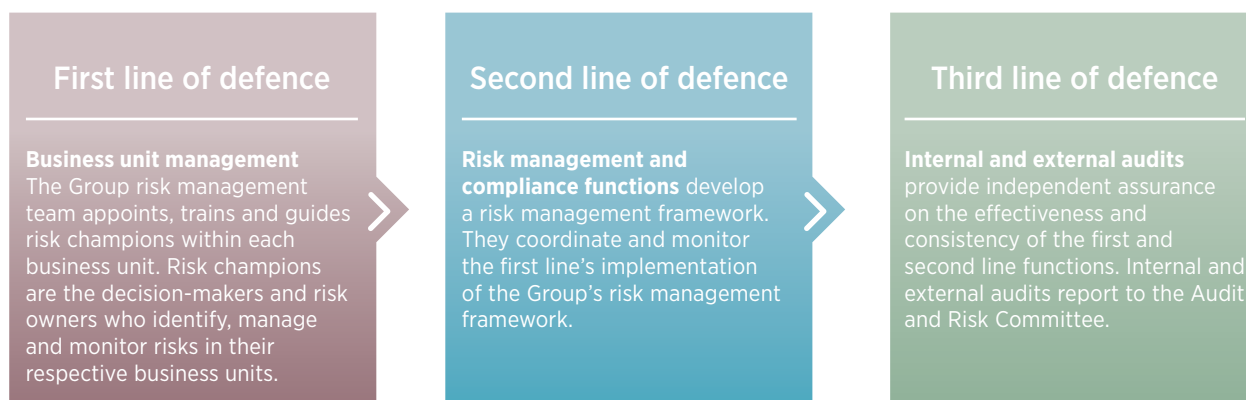 First line of defence
Business unit management
The Group risk management
team appoints, trains and guides
risk champions within each
business unit. Risk champions
are the decision-makers and risk
owners who identify, manage
and monitor risks in their
respective business units.
Second line of defence
Risk management and
compliance functions develop
a risk management framework.
They coordinate and monitor
the first line’s implementation
of the Group’s risk management
framework.
Third line of defence
Internal and external audits
provide independent assurance
on the effectiveness and
consistency of the first and
second line functions. Internal and
external audits report to the Audit
and Risk Committee.